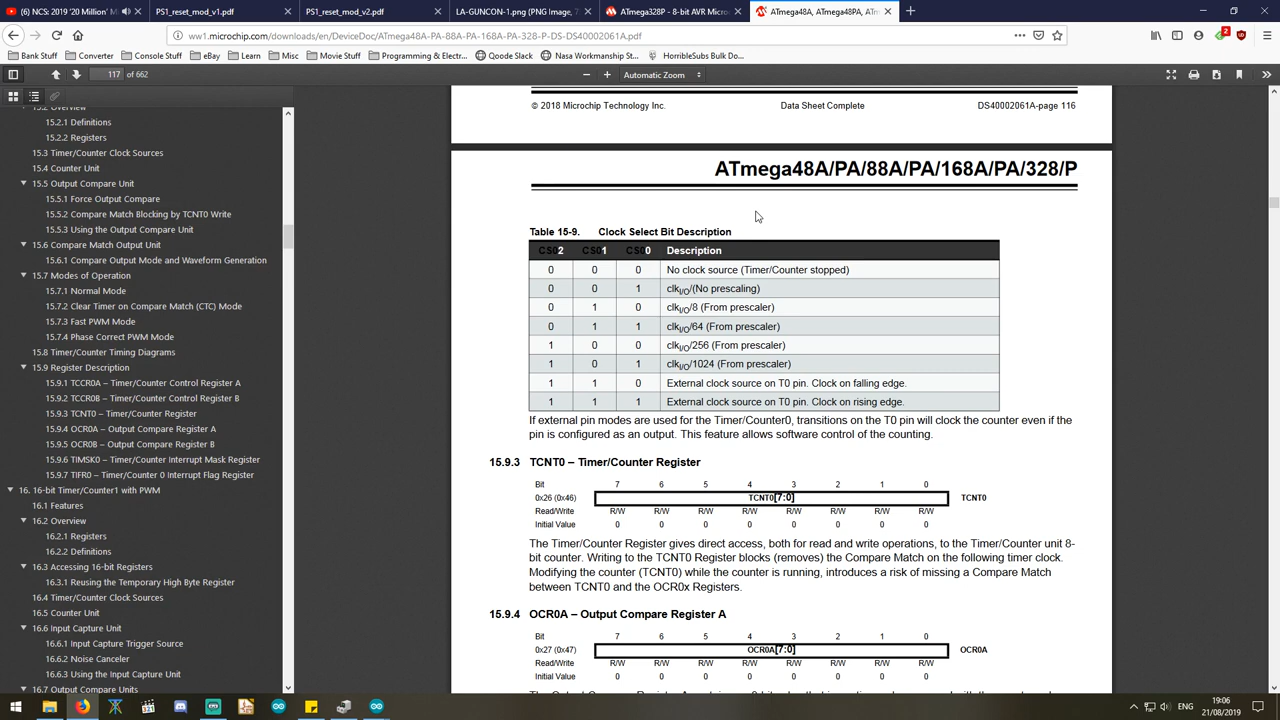 (6) NCS: 2019 '20 Million' Mi
PS1_reset_mod_v1.pdf
PS1_reset_mod_v2.pdf
LA-GUNCON-1.png (PNG Image, 7
ATmega328P - 8-bit AVR Micro
ATmega48A, ATmega48PA, ATme
ww1.microchip.com/downloads/en/DeviceDoc/ATmega48A-PA-88A-PA-168A-PA-328-P-DS-DS40002061A.pdf
2
Bank Stuff
Converter
Console Stuff
eBay
Learn
Misc
Movie Stuff
Programming & Electr...
Qoode Slack
Nasa Workmanship St...
HorribleSubs Bulk Do...
117 of 662
Automatic Zoom
15.2 Overview
15.2.1 Definitions
15.2.2 Registers
15.3 Timer/Counter Clock Sources
15.4 Counter Unit
15.5 Output Compare Unit
15.5.1 Force Output Compare
15.5.2 Compare Match Blocking by TCNT0 Write
15.5.3 Using the Output Compare Unit
15.6 Compare Match Output Unit
15.6.1 Compare Output Mode and Waveform Generation
15.7 Modes of Operation
15.7.1 Normal Mode
15.7.2 Clear Timer on Compare Match (CTC) Mode
15.7.3 Fast PWM Mode
15.7.4 Phase Correct PWM Mode
15.8 Timer/Counter Timing Diagrams
15.9 Register Description
15.9.1 TCCR0A – Timer/Counter Control Register A
15.9.2 TCCR0B – Timer/Counter Control Register B
15.9.3 TCNT0 – Timer/Counter Register
15.9.4 OCR0A – Output Compare Register A
15.9.5 OCR0B – Output Compare Register B
15.9.6 TIMSK0 – Timer/Counter Interrupt Mask Register
15.9.7 TIFR0 – Timer/Counter 0 Interrupt Flag Register
16. 16-bit Timer/Counter1 with PWM
16.1 Features
16.2 Overview
16.2.1 Registers
16.2.2 Definitions
16.3 Accessing 16-bit Registers
16.3.1 Reusing the Temporary High Byte Register
16.4 Timer/Counter Clock Sources
16.5 Counter Unit
16.6 Input Capture Unit
16.6.1 Input Capture Trigger Source
16.6.2 Noise Canceler
16.6.3 Using the Input Capture Unit
16.7 Output Compare Units
© 2018 Microchip Technology Inc. Data Sheet Complete DS40002061A-page 116
ATmega48A/PA/88A/PA/168A/PA/328/P
Table 15-9. Clock Select Bit Description
CS02 CS01 CS00 Description
0 0 0 No clock source (Timer/Counter stopped)
0 0 1 clkI/O/(No prescaling)
0 1 0 clkI/O/8 (From prescaler)
0 1 1 clkI/O/64 (From prescaler)
1 0 0 clkI/O/256 (From prescaler)
1 0 1 clkI/O/1024 (From prescaler)
1 1 0 External clock source on T0 pin. Clock on falling edge.
1 1 1 External clock source on T0 pin. Clock on rising edge.
If external pin modes are used for the Timer/Counter0, transitions on the T0 pin will clock the counter even if the
pin is configured as an output. This feature allows software control of the counting.
15.9.3 TCNT0 – Timer/Counter Register
Bit 7 6 5 4 3 2 1 0
0x26 (0x46) TCNT0[7:0] TCNT0
Read/Write R/W R/W R/W R/W R/W R/W R/W R/W
Initial Value 0 0 0 0 0 0 0 0
The Timer/Counter Register gives direct access, both for read and write operations, to the Timer/Counter unit 8-
bit counter. Writing to the TCNT0 Register blocks (removes) the Compare Match on the following timer clock.
Modifying the counter (TCNT0) while the counter is running, introduces a risk of missing a Compare Match
between TCNT0 and the OCR0x Registers.
15.9.4 OCR0A – Output Compare Register A
Bit 7 6 5 4 3 2 1 0
0x27 (0x47) OCR0A[7:0] OCR0A
Read/Write R/W R/W R/W R/W R/W R/W R/W R/W
Initial Value 0 0 0 0 0 0 0 0
ENG
19:06
21/08/2019